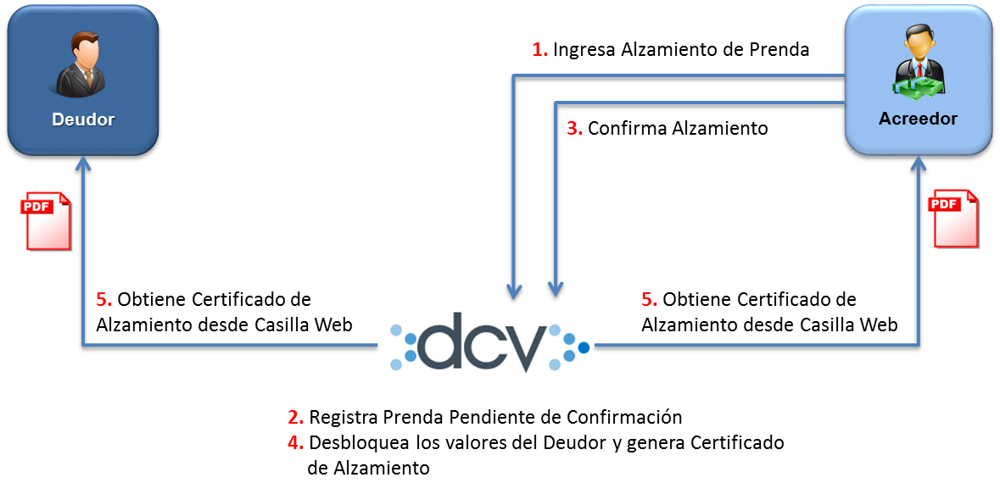 Deudor
1. Ingresa Alzamiento de Prenda
3. Confirma Alzamiento
Acreedor
PDF
PDF
5. Obtiene Certificado de
Alzamiento desde Casilla Web
5. Obtiene Certificado de
Alzamiento desde Casilla Web
dcv
2. Registra Prenda Pendiente de Confirmación
4. Desbloquea los valores del Deudor y genera Certificado
de Alzamiento